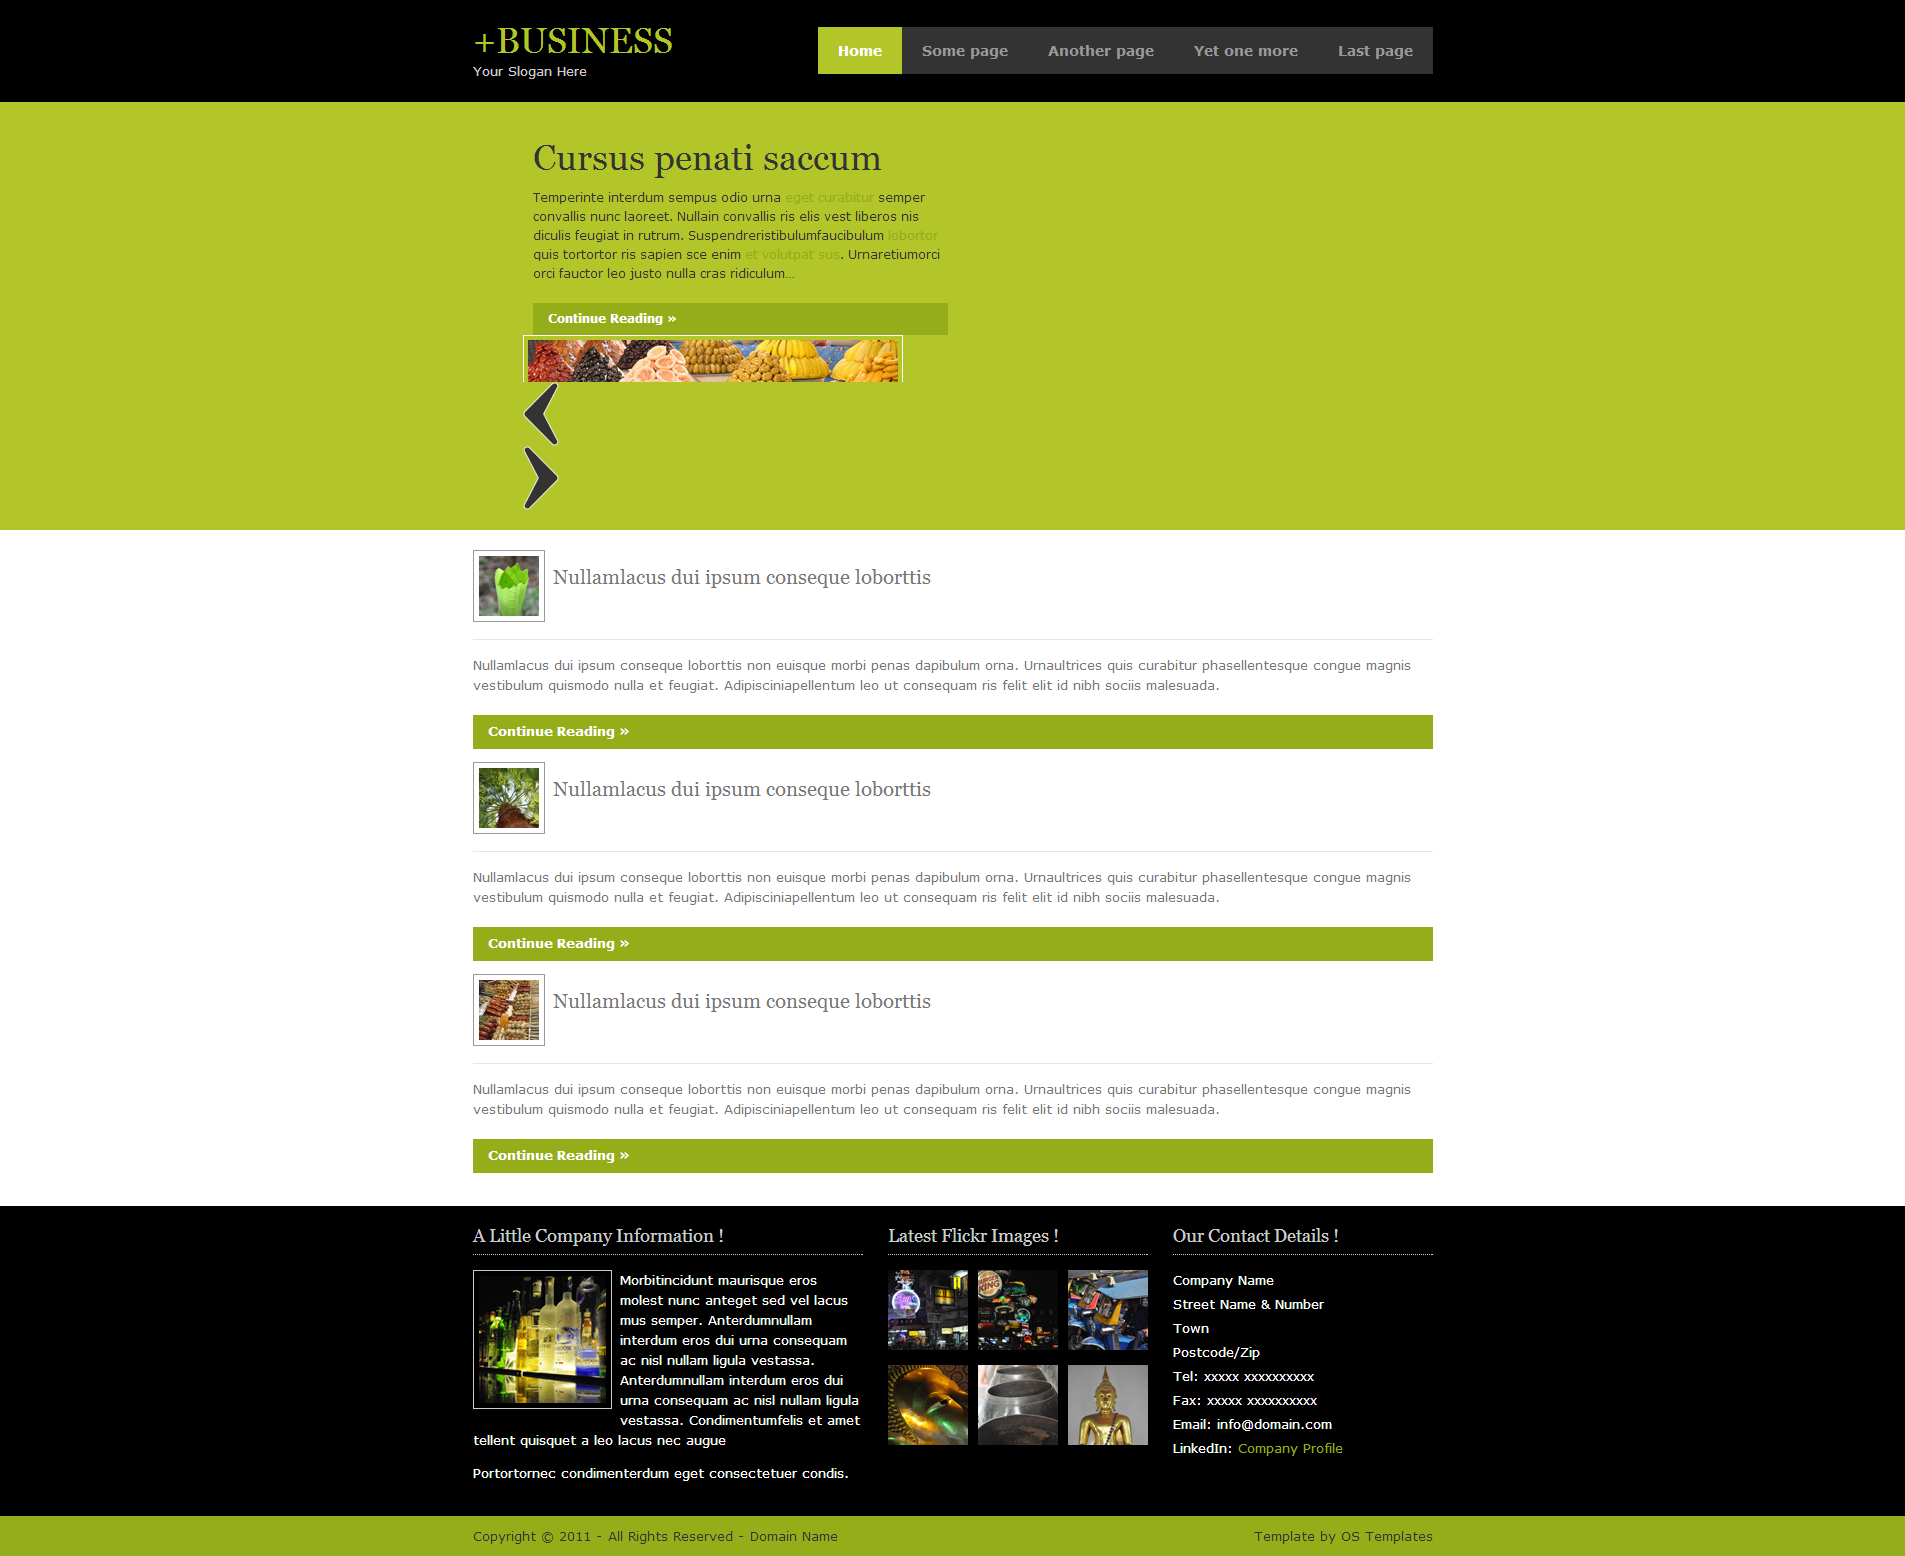 +BUSINESS
Your Slogan Here
Home Some page Another page Yet one more Last page
Cursus penati saccum
Temperinte interdum sempus odio urna eget curabitur semper
convallis nunc laoreet. Nullain convallis ris elis vest liberos nis
diculis feugiat in rutrum. Suspendreristibulumfaucibulum lobortor
quis tortortor ris sapien sce enim et volutpat sus. Urnaretiumorci
orci fauctor leo justo nulla cras ridiculum…
Continue Reading »
Nullamlacus dui ipsum conseque loborttis
Nullamlacus dui ipsum conseque loborttis non euisque morbi penas dapibulum orna. Urnaultrices quis curabitur phasellentesque congue magnis
vestibulum quismodo nulla et feugiat. Adipisciniapellentum leo ut consequam ris felit elit id nibh sociis malesuada.
Continue Reading »
Nullamlacus dui ipsum conseque loborttis
Nullamlacus dui ipsum conseque loborttis non euisque morbi penas dapibulum orna. Urnaultrices quis curabitur phasellentesque congue magnis
vestibulum quismodo nulla et feugiat. Adipisciniapellentum leo ut consequam ris felit elit id nibh sociis malesuada.
Continue Reading »
Nullamlacus dui ipsum conseque loborttis
Nullamlacus dui ipsum conseque loborttis non euisque morbi penas dapibulum orna. Urnaultrices quis curabitur phasellentesque congue magnis
vestibulum quismodo nulla et feugiat. Adipisciniapellentum leo ut consequam ris felit elit id nibh sociis malesuada.
Continue Reading »
A Little Company Information !
Morbitincidunt maurisque eros
molest nunc anteget sed vel lacus
mus semper. Anterdumnullam
interdum eros dui urna consequam
ac nisl nullam ligula vestassa.
Anterdumnullam interdum eros dui
urna consequam ac nisl nullam ligula
vestassa. Condimentumfelis et amet
tellent quisquet a leo lacus nec augue
Portortornec condimenterdum eget consectetuer condis.
Latest Flickr Images !
KING
Our Contact Details !
Company Name
Street Name & Number
Town
Postcode/Zip
Tel: xxxxx xxxxxxxxxx
Fax: xxxxx xxxxxxxxxx
Email: info@domain.com
LinkedIn: Company Profile
Copyright © 2011 - All Rights Reserved - Domain Name
Template by OS Templates